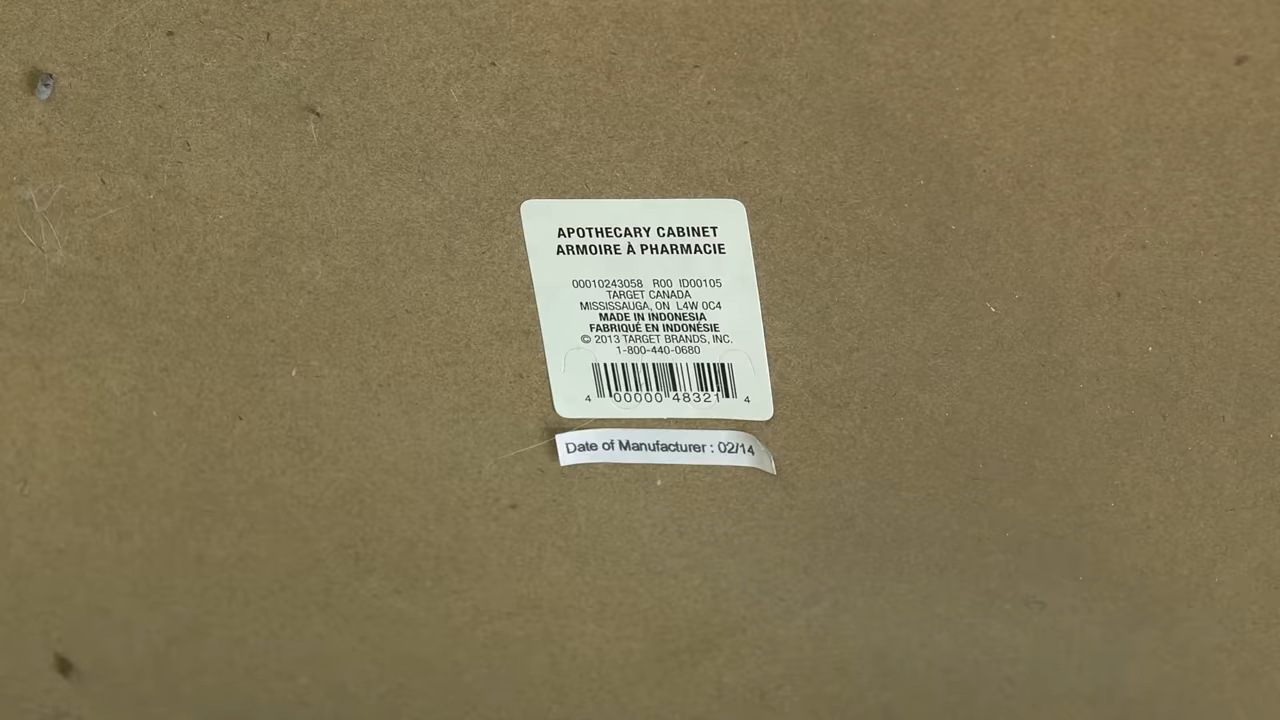 APOTHECARY CABINET
ARMOIRE À PHARMACIE
00010243058 R00 ID00105
TARGET CANADA
MISSISSAUGA, ON L4W 0C4
MADE IN INDONESIA
FABRIQUÉ EN INDONÉSIE
© 2013 TARGET BRANDS, INC.
1-800-440-0680
4 00000 48321 4
Date of Manufacturer : 02/14